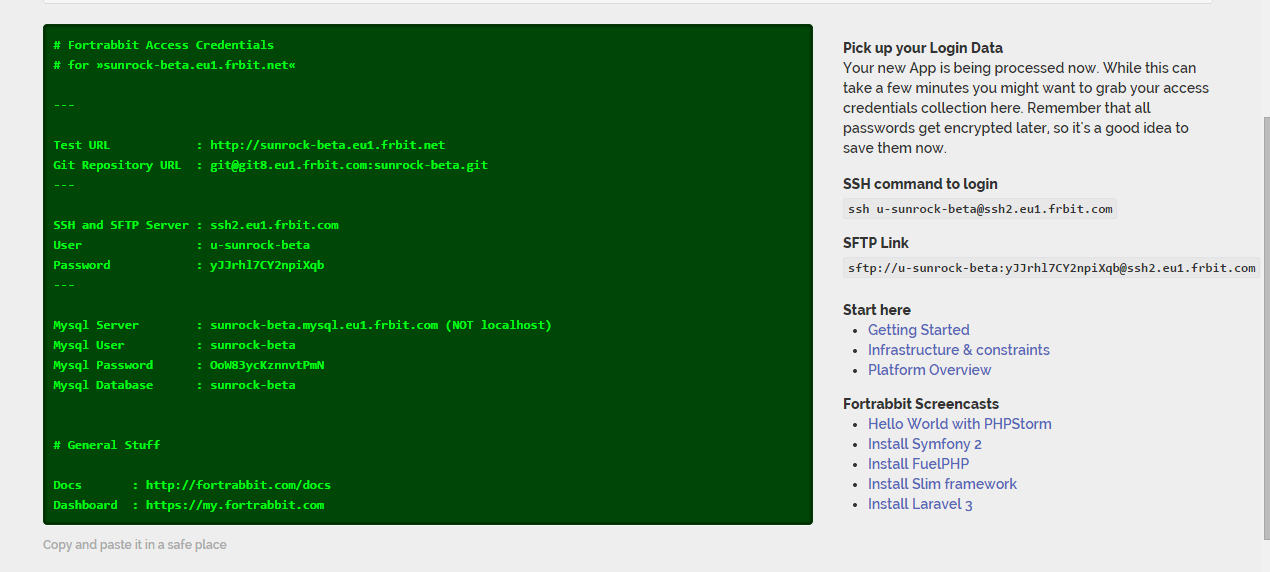 # Fortrabbit Access Credentials
# for »sunrock-beta.eu1.frbit.net«
---
Test URL : http://sunrock-beta.eu1.frbit.net
Git Repository URL : git@git8.eu1.frbit.com:sunrock-beta.git
---
SSH and SFTP Server : ssh2.eu1.frbit.com
User : u-sunrock-beta
Password : yJJrhl7CY2npiXqb
---
Mysql Server : sunrock-beta.mysql.eu1.frbit.com (NOT localhost)
Mysql User : sunrock-beta
Mysql Password : OoW83ycKznnvtPmN
Mysql Database : sunrock-beta
# General Stuff
Docs : http://fortrabbit.com/docs
Dashboard : https://my.fortrabbit.com
Copy and paste it in a safe place
Pick up your Login Data
Your new App is being processed now. While this can
take a few minutes you might want to grab your access
credentials collection here. Remember that all
passwords get encrypted later, so it's a good idea to
save them now.
SSH command to login
ssh u-sunrock-beta@ssh2.eu1.frbit.com
SFTP Link
sftp://u-sunrock-beta:yJJrhl7CY2npiXqb@ssh2.eu1.frbit.com
Start here
• Getting Started
• Infrastructure & constraints
• Platform Overview
Fortrabbit Screencasts
• Hello World with PHPStorm
• Install Symfony 2
• Install FuelPHP
• Install Slim framework
• Install Laravel 3